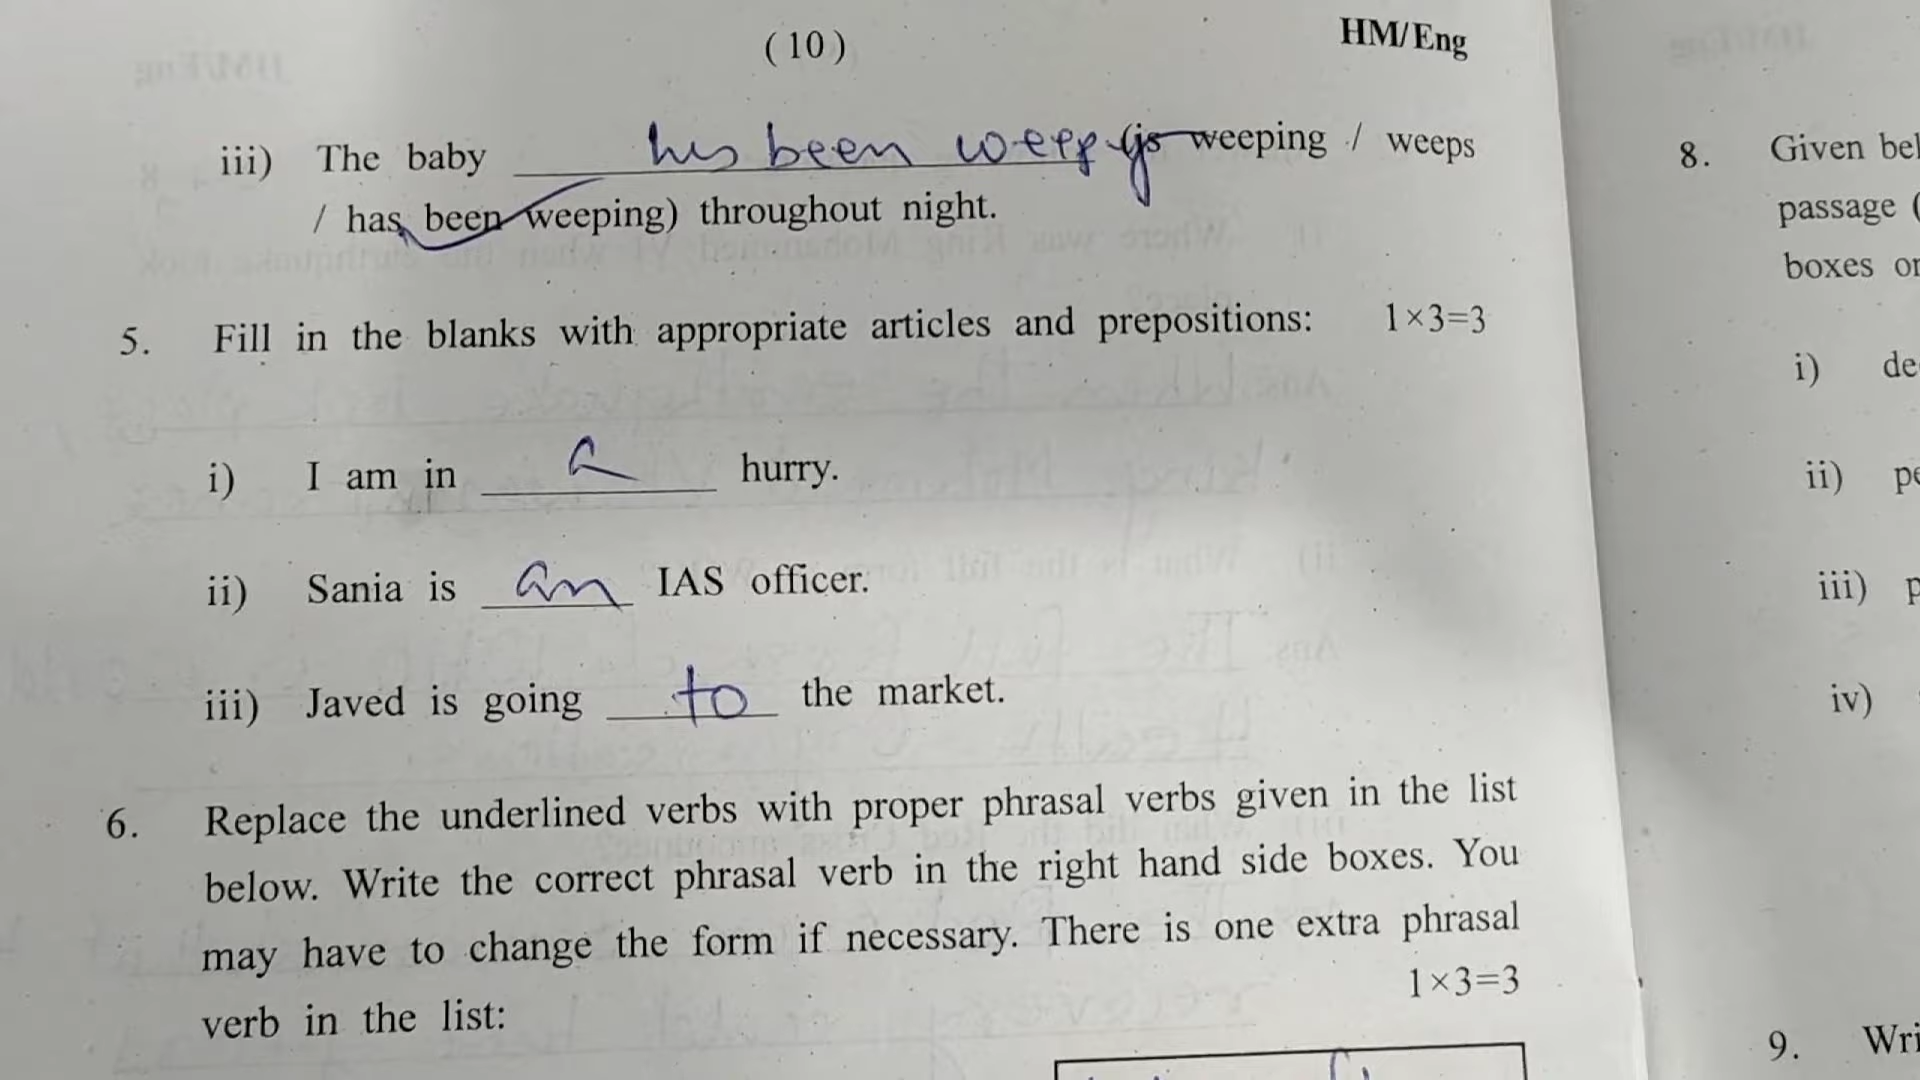 (10)
HM/Eng
iii) The baby has been weeping (is weeping / weeps
/ has been weeping) throughout night.
5. Fill in the blanks with appropriate articles and prepositions: 1×3=3
i) I am in a hurry.
ii) Sania is an IAS officer.
iii) Javed is going to the market.
6. Replace the underlined verbs with proper phrasal verbs given in the list
below. Write the correct phrasal verb in the right hand side boxes. You
may have to change the form if necessary. There is one extra phrasal
verb in the list: 1×3=3
8. Given
passage
boxes
i)
ii)
iii)
iv)
9.